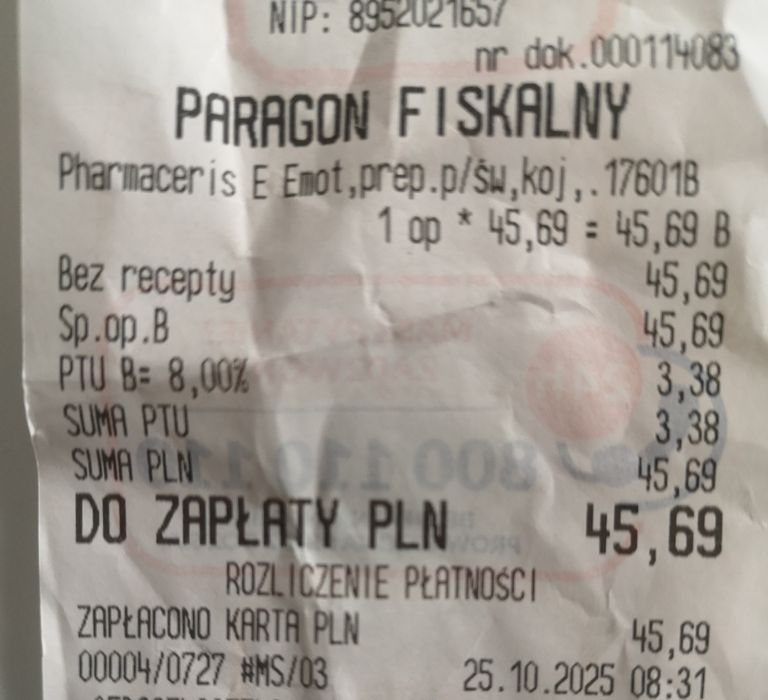 NIP: 8952021657
nr dok.000114083
PARAGON FISKALNY
Pharmaceris E Emot,prep.p/św,koj,.17601B
1 op * 45,69 = 45,69 B
Bez recepty 45,69
Sp.op.B 45,69
PTU B= 8,00% 3,38
SUMA PTU 3,38
SUMA PLN 45,69
DO ZAPŁATY PLN 45,69
ROZLICZENIE PŁATNOŚCI
ZAPŁACONO KARTA PLN 45,69
00004/0727 #MS/03 25.10.2025 08:31